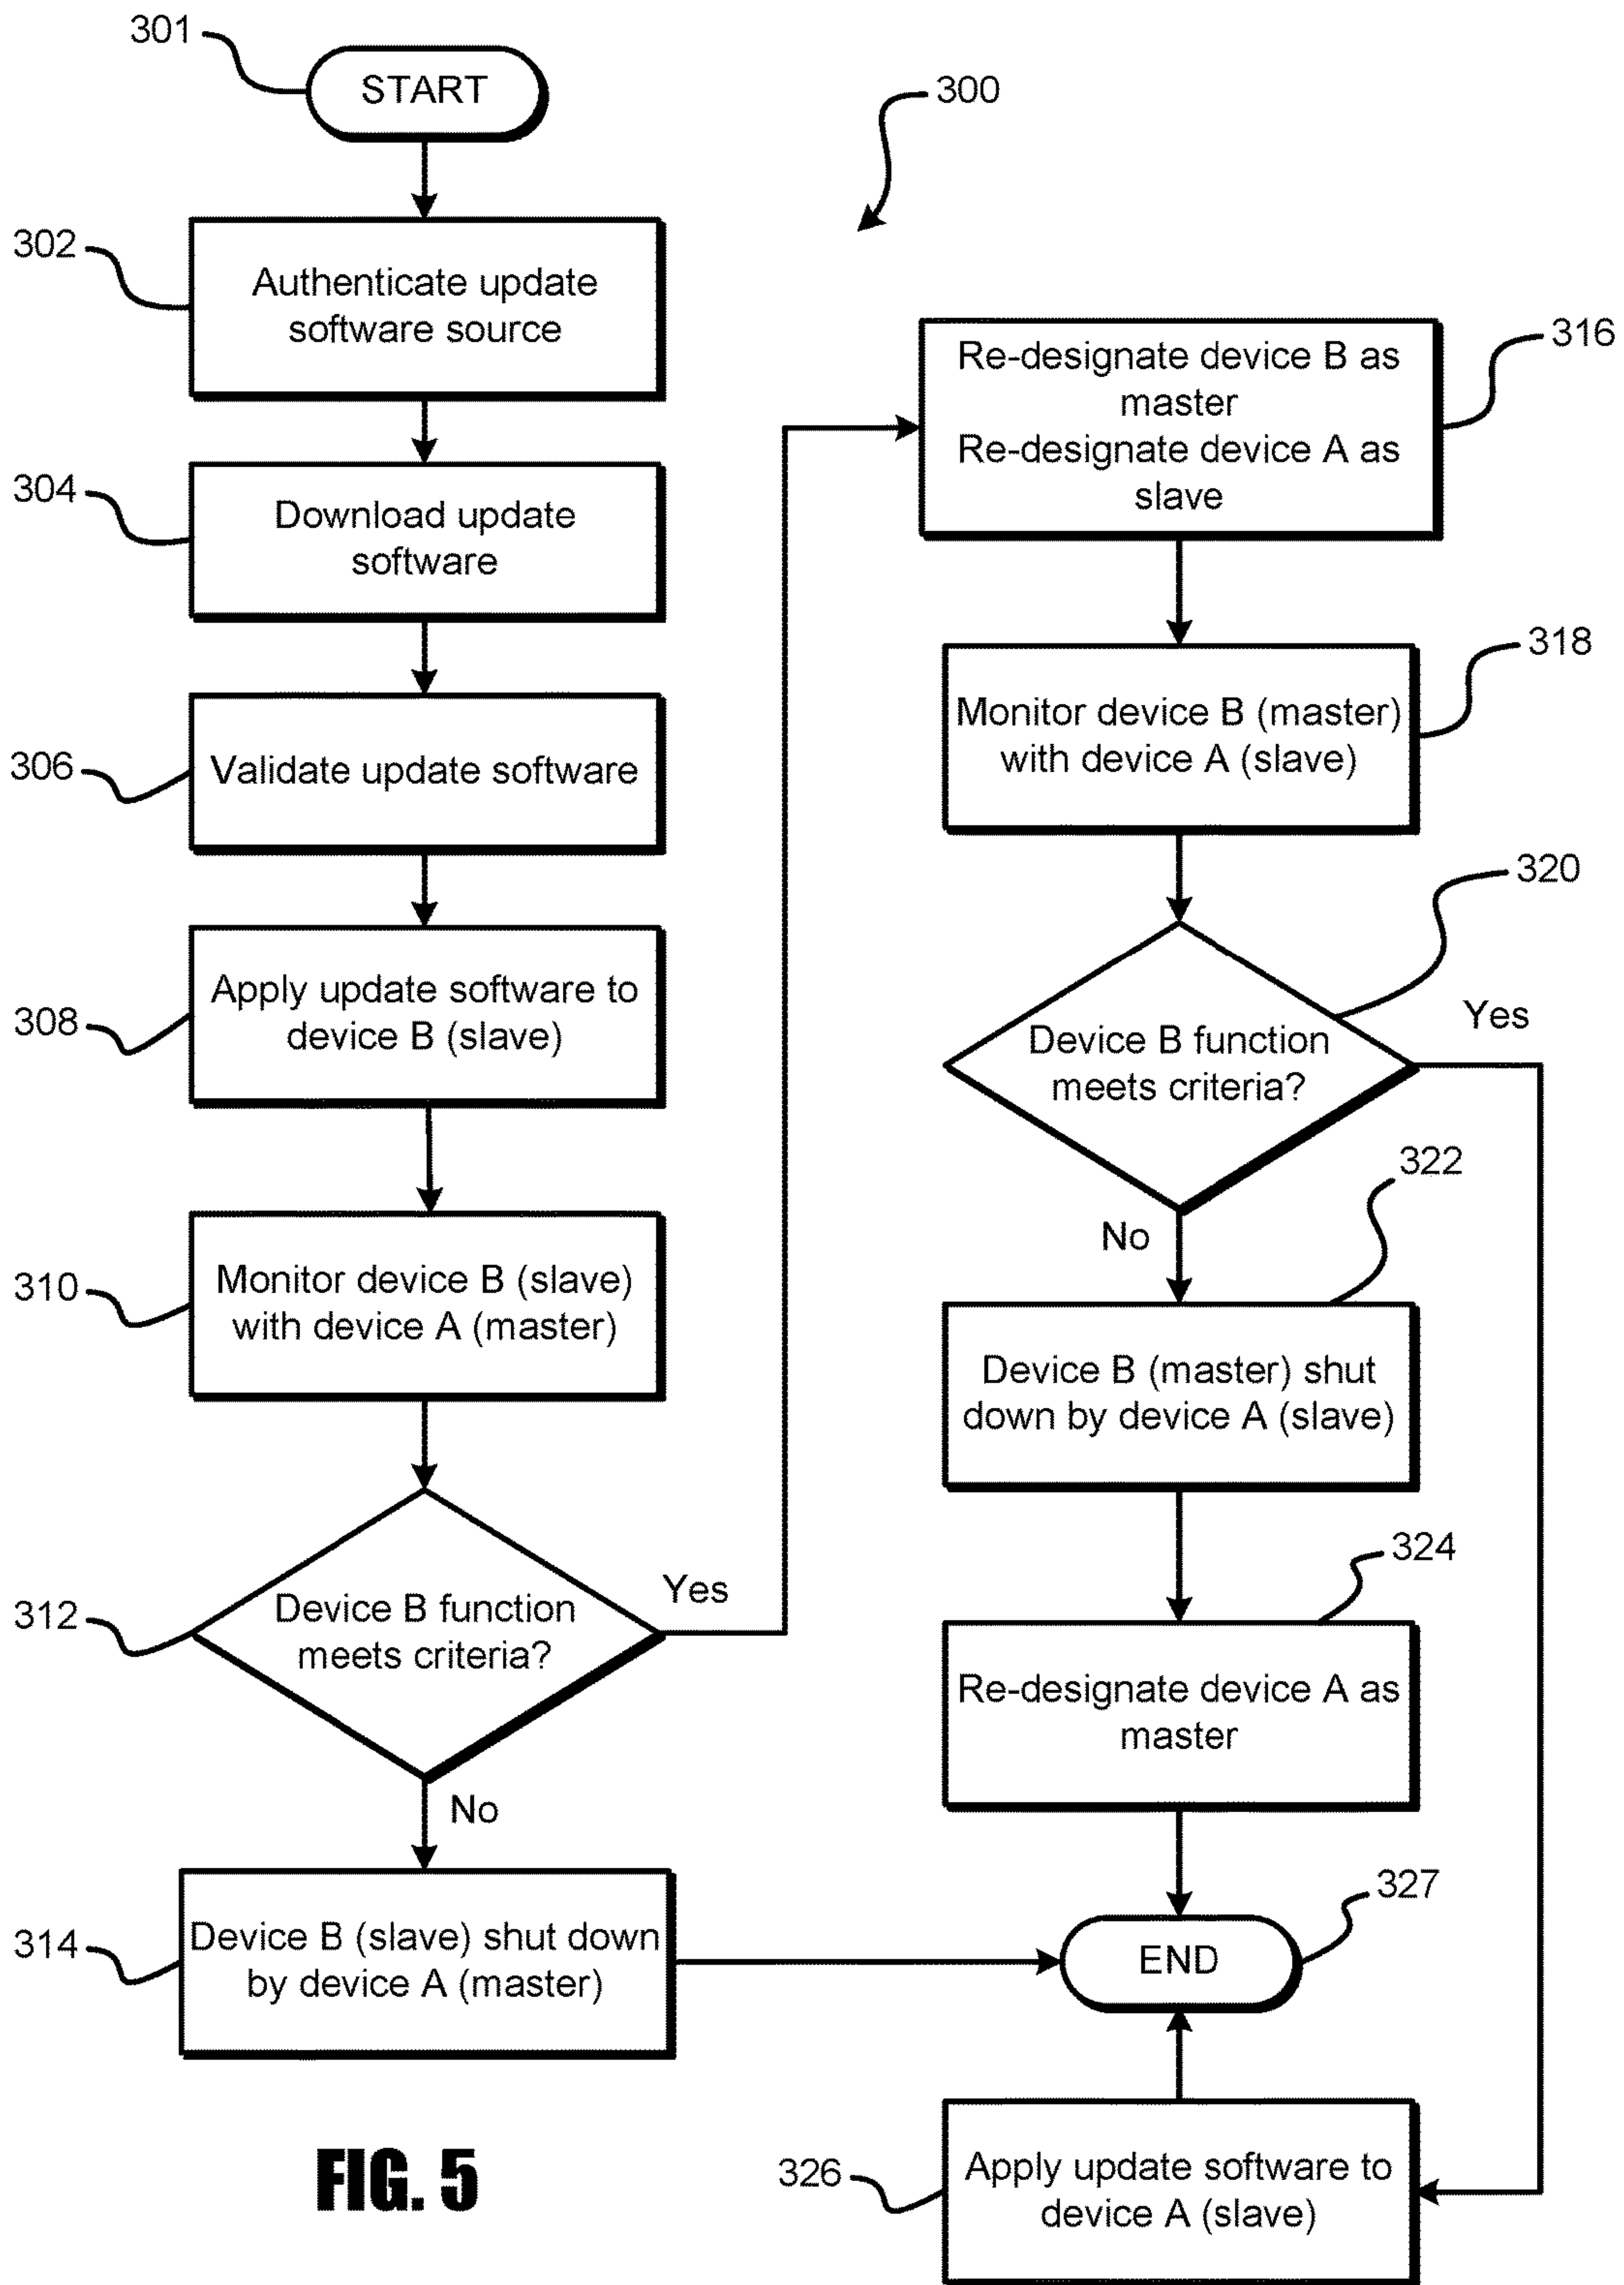 301
START
300
302
Authenticate update
software source
304
Download update
software
306
Validate update software
308
Apply update software to
device B (slave)
310
Monitor device B (slave)
with device A (master)
312
Device B function
meets criteria?
Yes
No
314
Device B (slave) shut down
by device A (master)
316
Re-designate device B as
master
Re-designate device A as
slave
318
Monitor device B (master)
with device A (slave)
320
Device B function
meets criteria?
Yes
No
322
Device B (master) shut
down by device A (slave)
324
Re-designate device A as
master
327
END
326
Apply update software to
device A (slave)
FIG. 5